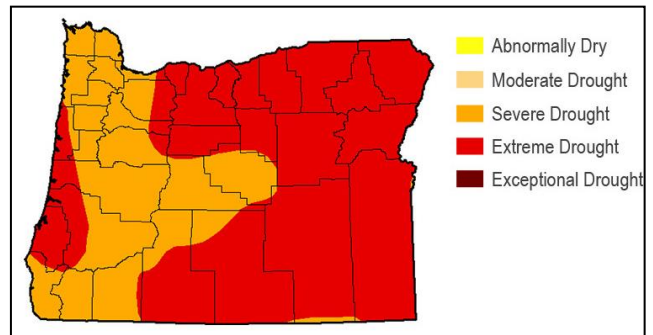 Abnormally Dry
Moderate Drought
Severe Drought
Extreme Drought
Exceptional Drought